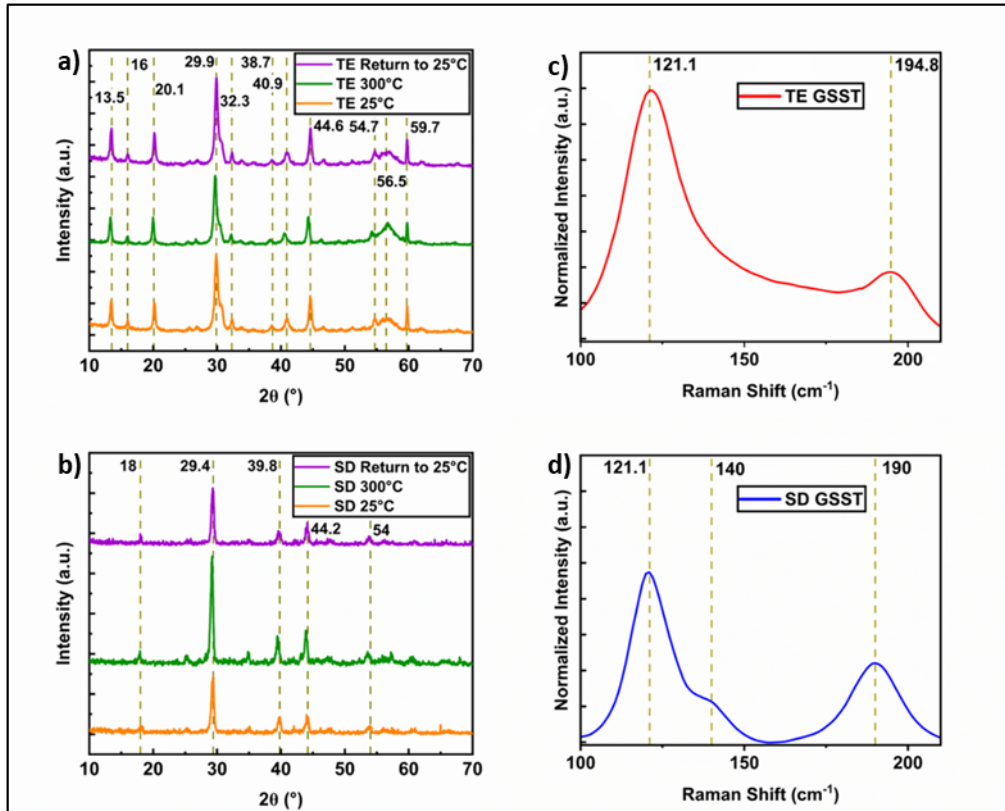 a)
13.5
16
20.1
29.9
32.3
38.7
40.9
44.6
54.7
56.5
59.7
TE Return to 25°C
TE 300°C
TE 25°C
Intensity (a.u.)
10 20 30 40 50 60 70
2θ (°)
c)
121.1
194.8
TE GSST
Normalized Intensity (a.u.)
100 150 200
Raman Shift (cm⁻¹)
b)
18
29.4
39.8
44.2
54
SD Return to 25°C
SD 300°C
SD 25°C
Intensity (a.u.)
10 20 30 40 50 60 70
2θ (°)
d)
121.1
140
190
SD GSST
Normalized Intensity (a.u.)
100 150 200
Raman Shift (cm⁻¹)